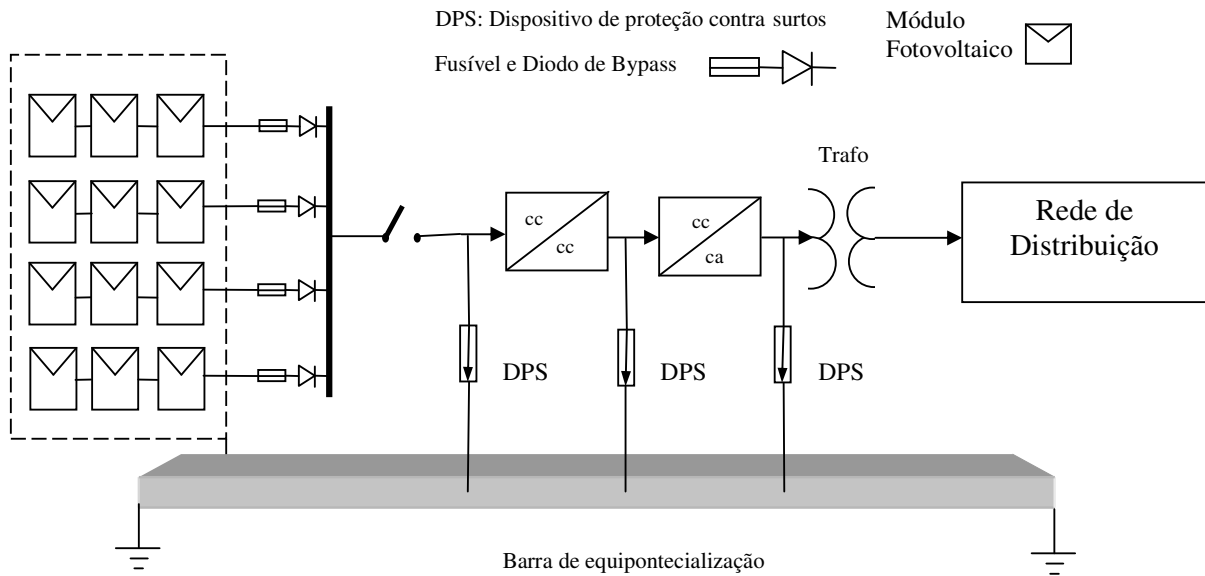 DPS: Dispositivo de proteção contra surtos
Módulo
Fotovoltaico
Fusível e Diodo de Bypass
Trafo
cc
cc
cc
ca
Rede de
Distribuição
DPS
DPS
DPS
Barra de equipontecialização